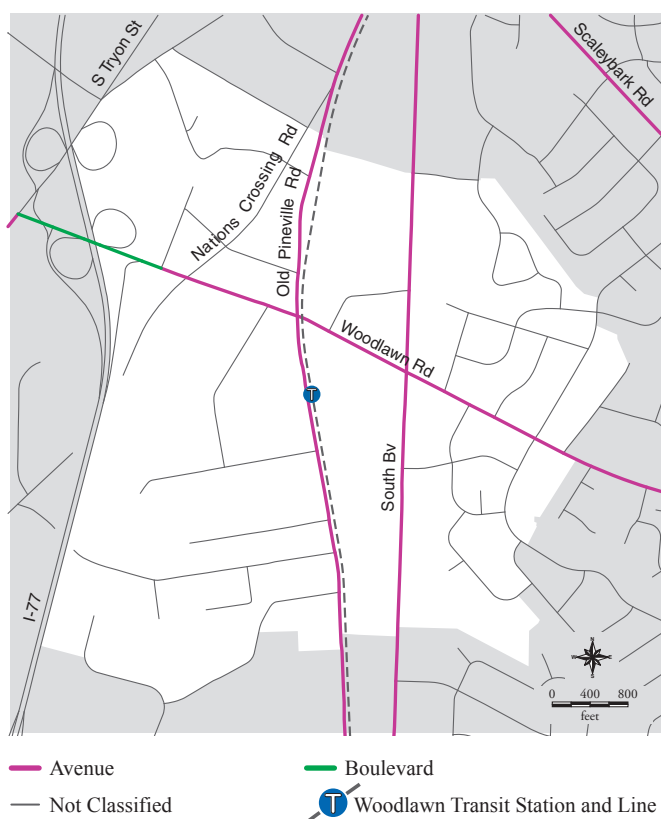 S Tryon St
Scaleybark Rd
Nations Crossing Rd
Old Pineville Rd
Woodlawn Rd
T
South Bv
I-77
N
W E
S
0 400 800
feet
Avenue
Boulevard
Not Classified
T Woodlawn Transit Station and Line